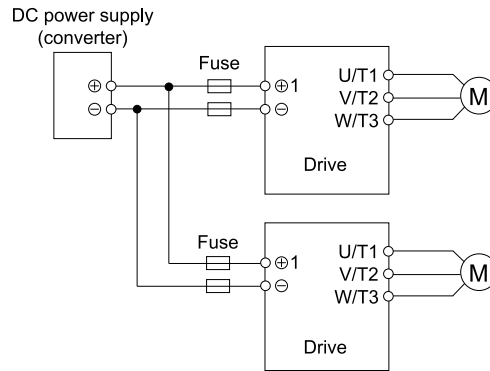 DC power supply
(converter)
⊕
⊖
Fuse
⊕1
⊖
U/T1
V/T2
W/T3
M
Drive
Fuse
⊕1
⊖
U/T1
V/T2
W/T3
M
Drive